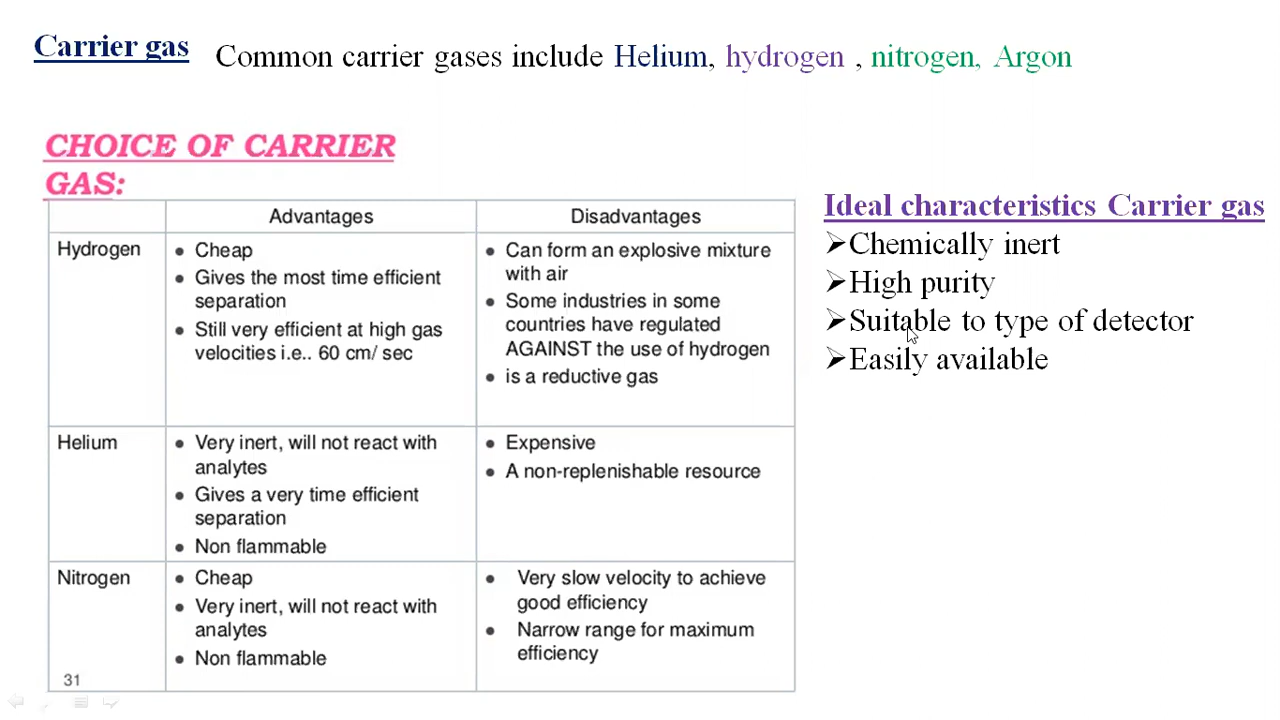 Carrier gas Common carrier gases include Helium, hydrogen , nitrogen, Argon
CHOICE OF CARRIER
GAS:
Advantages Disadvantages
Hydrogen
• Cheap
• Gives the most time efficient
separation
• Still very efficient at high gas
velocities i.e.. 60 cm/ sec
• Can form an explosive mixture
with air
• Some industries in some
countries have regulated
AGAINST the use of hydrogen
• is a reductive gas
Helium
• Very inert, will not react with
analytes
• Gives a very time efficient
separation
• Non flammable
• Expensive
• A non-replenishable resource
Nitrogen
• Cheap
• Very inert, will not react with
analytes
• Non flammable
• Very slow velocity to achieve
good efficiency
• Narrow range for maximum
efficiency
31
Ideal characteristics Carrier gas
➢Chemically inert
➢High purity
➢Suitable to type of detector
➢Easily available